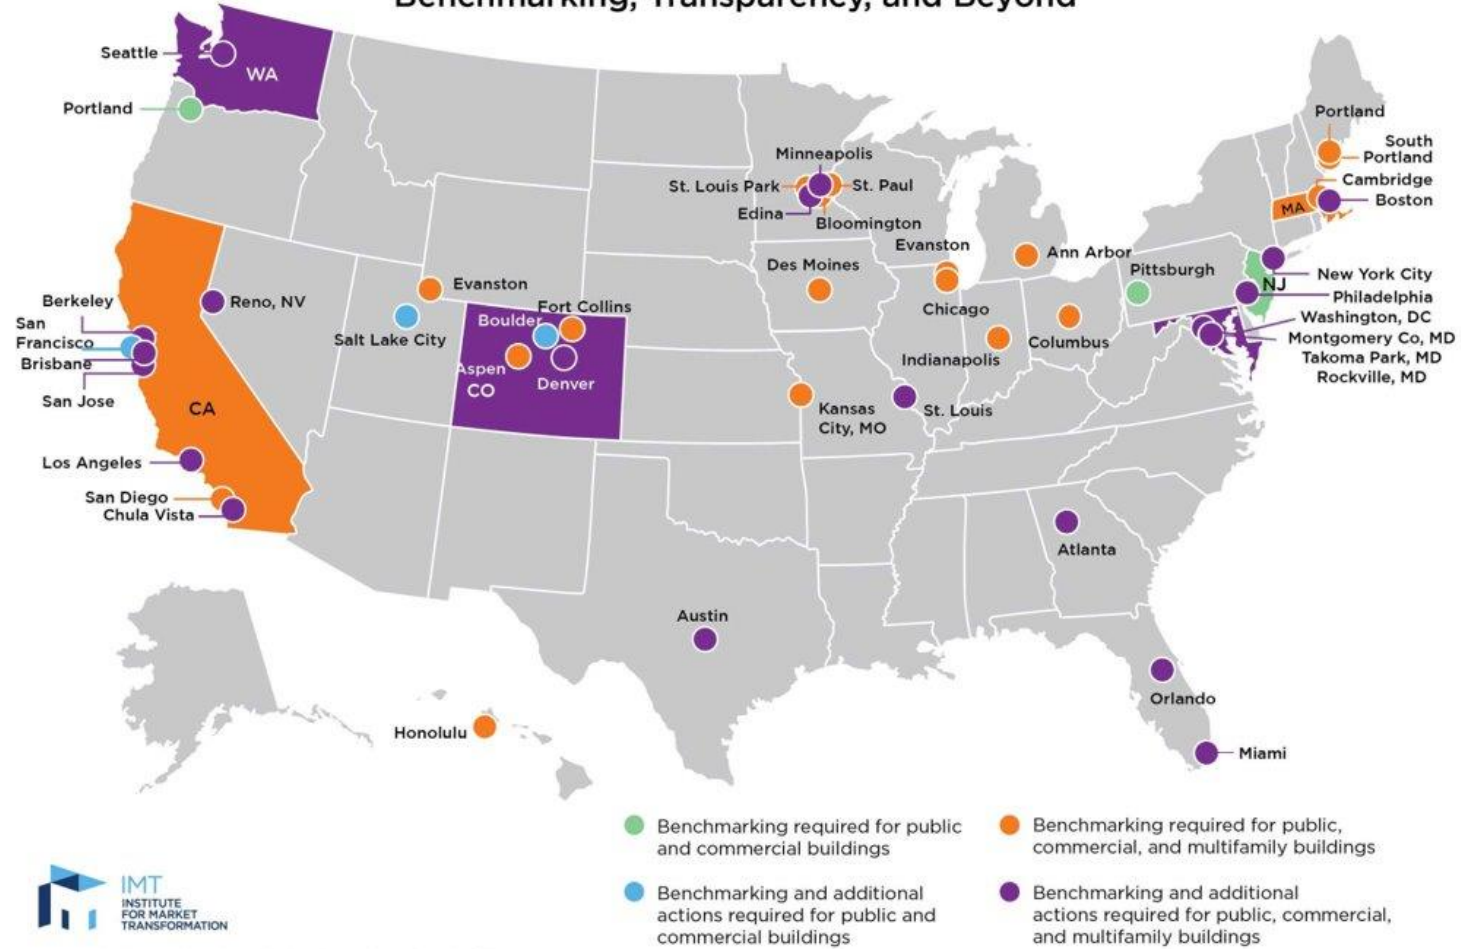 Benchmarking, Transparency, and Beyond
Seattle
WA
Portland
Portland
South
Portland
Minneapolis
St. Louis Park
St. Paul
Cambridge
Edina
Bloomington
MA
Boston
Evanston
Ann Arbor
Des Moines
Pittsburgh
New York City
NJ
Evanston
Berkeley
Reno, NV
Fort Collins
Philadelphia
San
Francisco
Boulder
Chicago
Washington, DC
Salt Lake City
Columbus
Montgomery Co, MD
Brisbane
Indianapolis
Takoma Park, MD
Aspen
CO
Denver
Rockville, MD
San Jose
CA
Kansas
City, MO
St. Louis
Los Angeles
San Diego
Chula Vista
Atlanta
Austin
Orlando
Honolulu
Miami
Benchmarking required for public
and commercial buildings
Benchmarking required for public,
commercial, and multifamily buildings
Benchmarking and additional
actions required for public and
commercial buildings
Benchmarking and additional
actions required for public, commercial,
and multifamily buildings
IMT
INSTITUTE
FOR MARKET
TRANSFORMATION